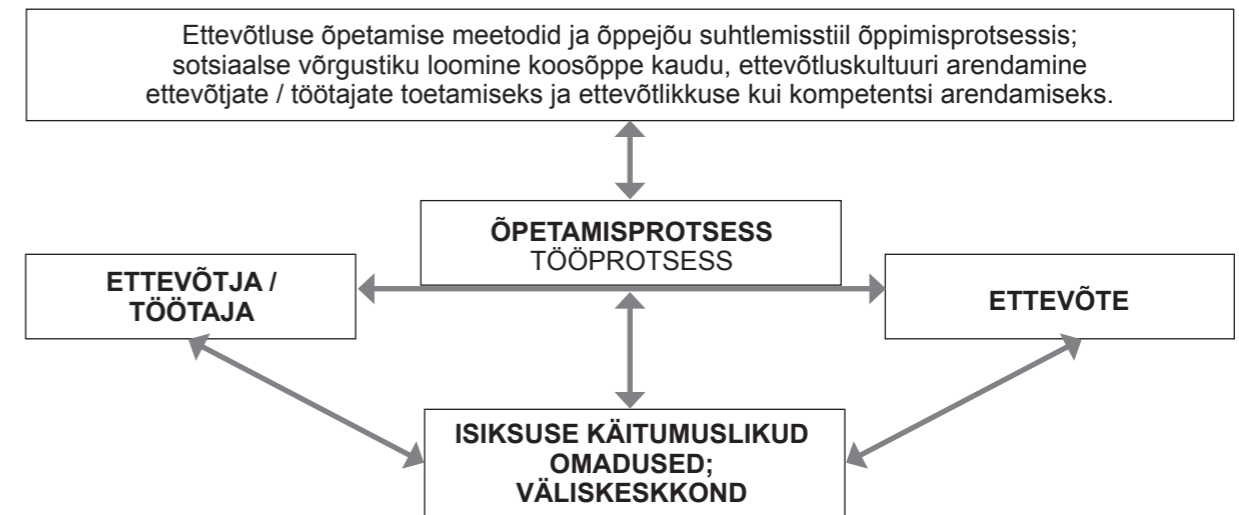 Ettevõtluse õpetamise meetodid ja õppejõu suhtlemisstiil õppimisprotsessis;
sotsiaalse võrgustiku loomine koosõppe kaudu, ettevõtluskultuuri arendamine
ettevõtjate / töötajate toetamiseks ja ettevõtlikkuse kui kompetentsi arendamiseks.
ÕPETAMISPROTSESS
TÖÖPROTSESS
ETTEVÕTJA /
TÖÖTAJA
ETTEVÕTE
ISIKSUSE KÄITUMUSLIKUD
OMADUSED;
VÄLISKESKKOND